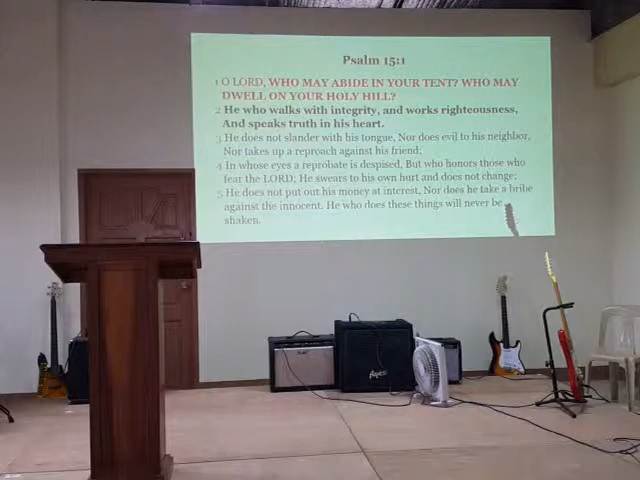 Psalm 15:1
1 O LORD, WHO MAY ABIDE IN YOUR TENT? WHO MAY
DWELL ON YOUR HOLY HILL?
2 He who walks with integrity, and works righteousness,
And speaks truth in his heart.
3 He does not slander with his tongue, Nor does evil to his neighbor,
Nor takes up a reproach against his friend;
4 In whose eyes a reprobate is despised, But who honors those who
fear the LORD; He swears to his own hurt and does not change;
5 He does not put out his money at interest, Nor does he take a bribe
against the innocent. He who does these things will never be
shaken.